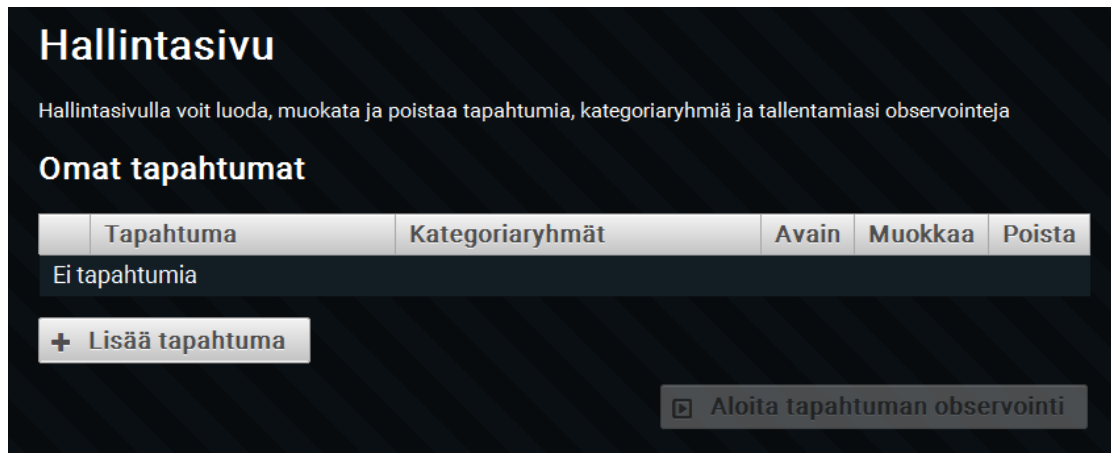 Hallintasivu
Hallintasivulla voit luoda, muokata ja poistaa tapahtumia, kategoriaryhmiä ja tallentamiasi observointeja
Omat tapahtumat
Tapahtuma Kategoriaryhmät Avain Muokkaa Poista
Ei tapahtumia
+ Lisää tapahtuma
Aloita tapahtuman observointi